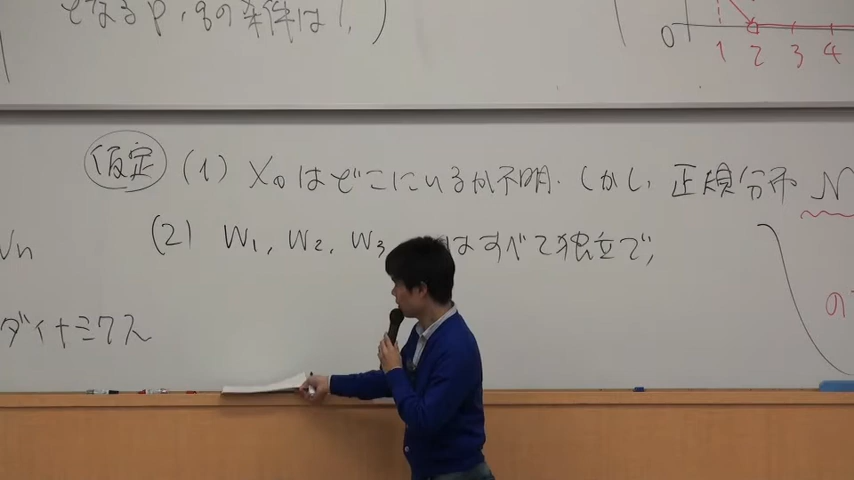 となるp,qの条件は1,)
0 1 2 3 4
仮定 (1) X₀はどこにいるか不明. しかし, 正規分布 N
(2) W₁, W₂, W₃ はすべて独立で,
ダイナミクス
の